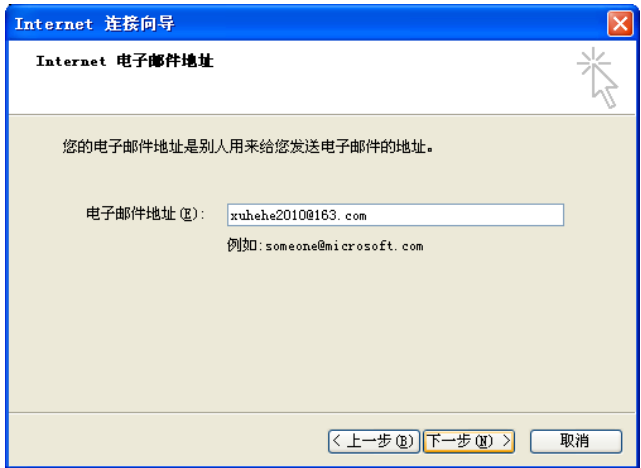 Internet 连接向导
Internet 电子邮件地址
您的电子邮件地址是别人用来给您发送电子邮件的地址。
电子邮件地址(E): xuhehe2010@163.com
例如:someone@microsoft.com
< 上一步(B) 下一步(N) > 取消